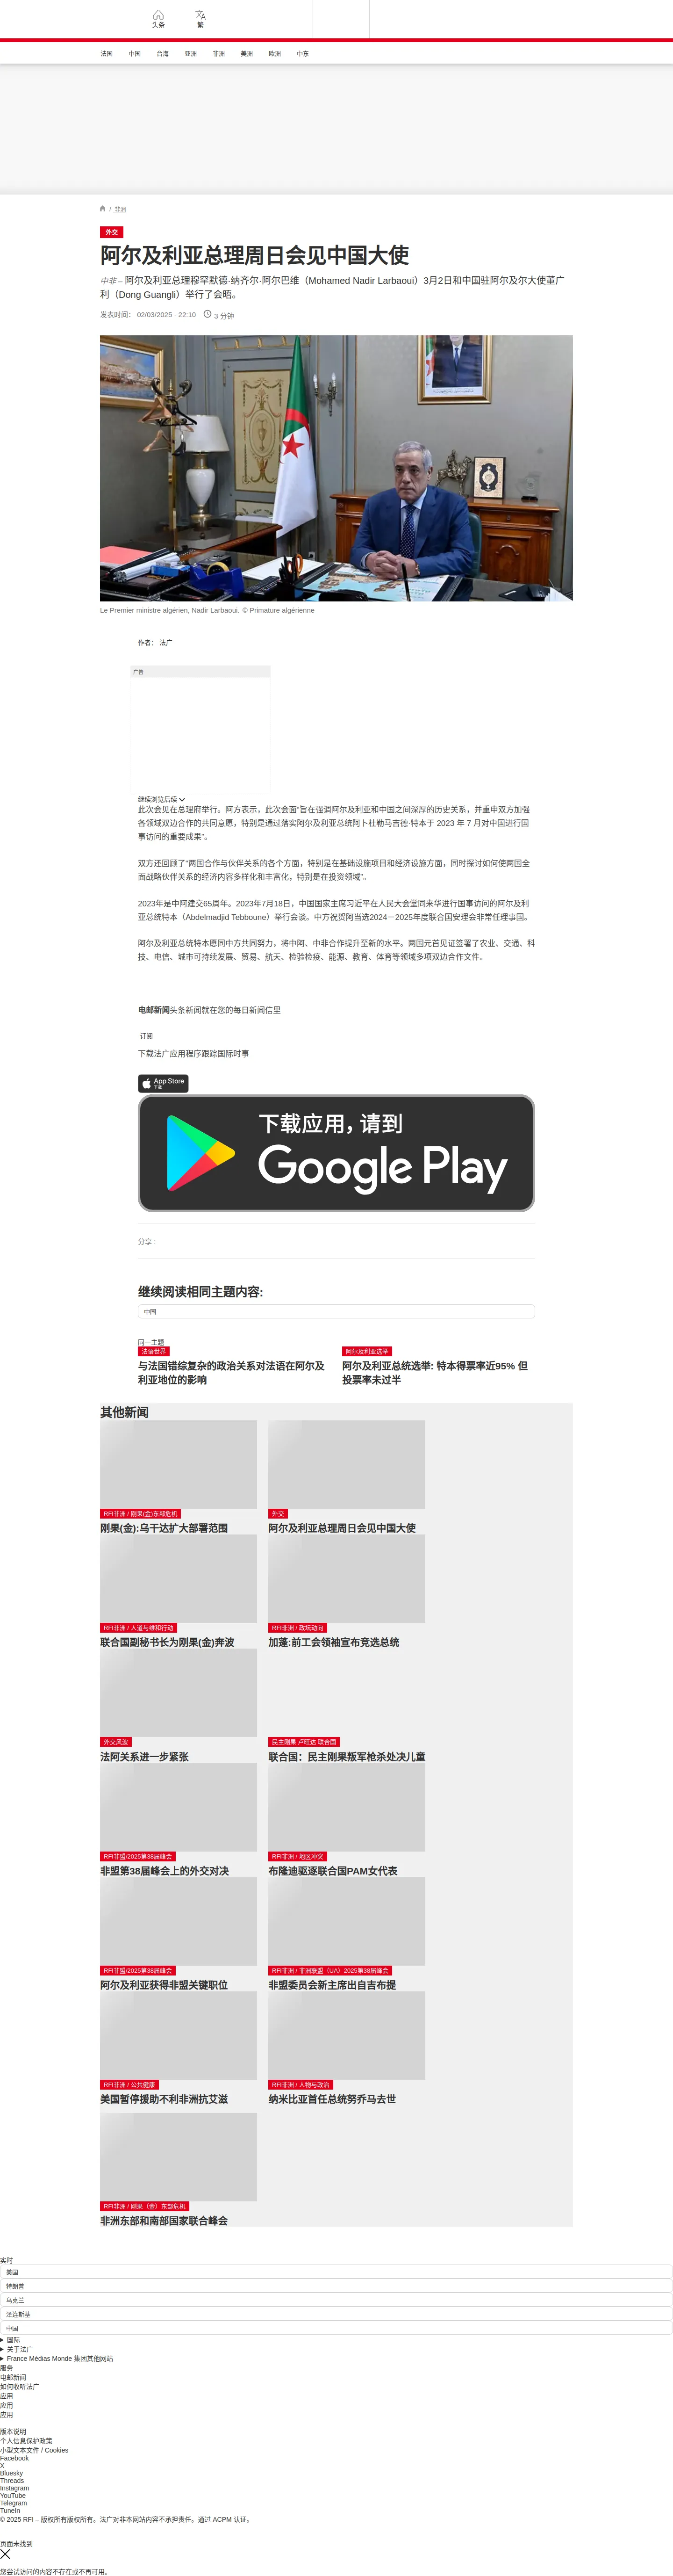 头条
繁
法国
中国
台海
亚洲
非洲
美洲
欧洲
中东
/ 亚洲
外交
阿尔及利亚总理周日会见中国大使
中非 – 阿尔及利亚总理穆罕默德·纳齐尔·阿尔巴维（Mohamed Nadir Larbaoui）3月2日和中国驻阿尔及尔大使董广
利（Dong Guangli）举行了会晤。
发表时间： 02/03/2025 - 22:10
3 分钟
Le Premier ministre algérien, Nadir Larbaoui. © Primature algérienne
作者： 法广
广告
继续浏览后续
此次会见在总理府举行。阿方表示，此次会面“旨在强调阿尔及利亚和中国之间深厚的历史关系，并重申双方加强
各领域双边合作的共同意愿，特别是通过落实阿尔及利亚总统阿卜杜勒马吉德·特本于 2023 年 7 月对中国进行国
事访问的重要成果”。
双方还回顾了“两国合作与伙伴关系的各个方面，特别是在基础设施项目和经济设施方面，同时探讨如何使两国全
面战略伙伴关系的经济内容多样化和丰富化，特别是在投资领域”。
2023年是中阿建交65周年。2023年7月18日，中国国家主席习近平在人民大会堂同来华进行国事访问的阿尔及利
亚总统特本（Abdelmadjid Tebboune）举行会谈。中方祝贺阿当选2024－2025年度联合国安理会非常任理事国。
阿尔及利亚总统特本愿同中方共同努力，将中阿、中非合作提升至新的水平。两国元首见证签署了农业、交通、科
技、电信、城市可持续发展、贸易、航天、检验检疫、能源、教育、体育等领域多项双边合作文件。
电邮新闻头条新闻就在您的每日新闻信里
订阅
下载法广应用程序跟踪国际时事
App Store
下载
下载应用，请到
Google Play
分享 :
继续阅读相同主题内容:
中国
同一主题
法语世界
与法国错综复杂的政治关系对法语在阿尔及
利亚地位的影响
阿尔及利亚选举
阿尔及利亚总统选举: 特本得票率近95% 但
投票率未过半
其他新闻
RFI非洲 / 刚果(金)东部危机
刚果(金):乌干达扩大部署范围
外交
阿尔及利亚总理周日会见中国大使
RFI非洲 / 人道与维和行动
联合国副秘书长为刚果(金)奔波
RFI非洲 / 政坛动向
加蓬:前工会领袖宣布竞选总统
外交风波
法阿关系进一步紧张
民主刚果 卢旺达 联合国
联合国：民主刚果叛军枪杀处决儿童
RFI非盟/2025第38届峰会
非盟第38届峰会上的外交对决
RFI非洲 / 地区冲突
布隆迪驱逐联合国PAM女代表
RFI非盟/2025第38届峰会
阿尔及利亚获得非盟关键职位
RFI非洲 / 非洲联盟（UA）2025第38届峰会
非盟委员会新主席出自吉布提
RFI非洲 / 公共健康
美国暂停援助不利非洲抗艾滋
RFI非洲 / 人物与政治
纳米比亚首任总统努乔马去世
RFI非洲 / 刚果（金）东部危机
非洲东部和南部国家联合峰会
实时
美国
特朗普
乌克兰
泽连斯基
中国
国际
关于法广
France Médias Monde 集团其他网站
服务
电邮新闻
如何收听法广
应用
应用
应用
版本说明
个人信息保护政策
小型文本文件 / Cookies
Facebook
X
Bluesky
Threads
Instagram
YouTube
Telegram
TuneIn
© 2025 RFI – 版权所有版权所有。法广对非本网站内容不承担责任。通过 ACPM 认证。
页面未找到
您尝试访问的内容不存在或不再可用。